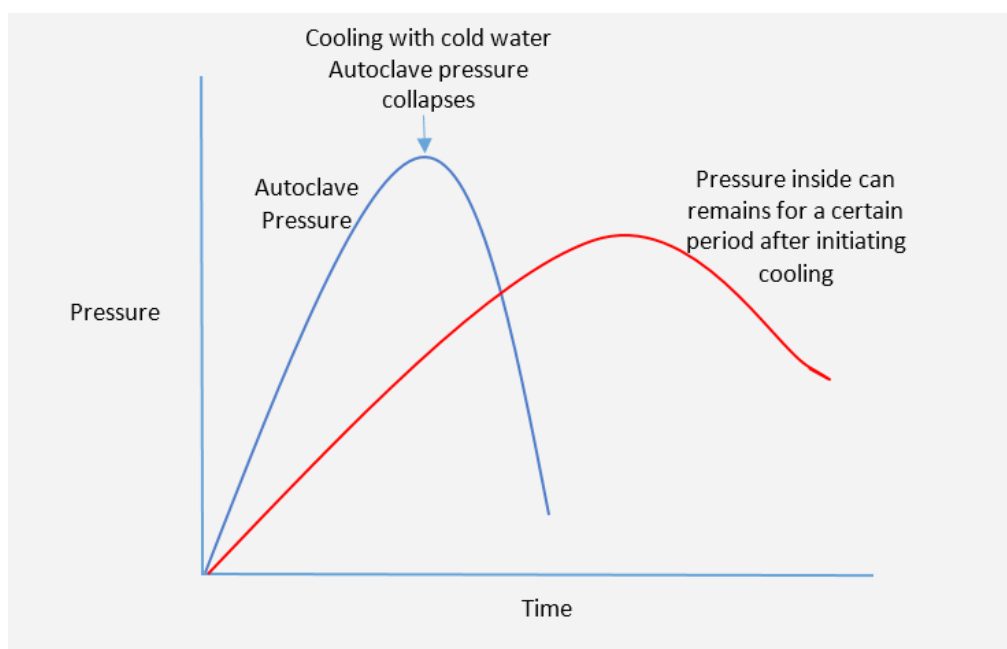 Cooling with cold water
Autoclave pressure
collapses
Autoclave
Pressure
Pressure inside can
remains for a certain
period after initiating
cooling
Pressure
Time